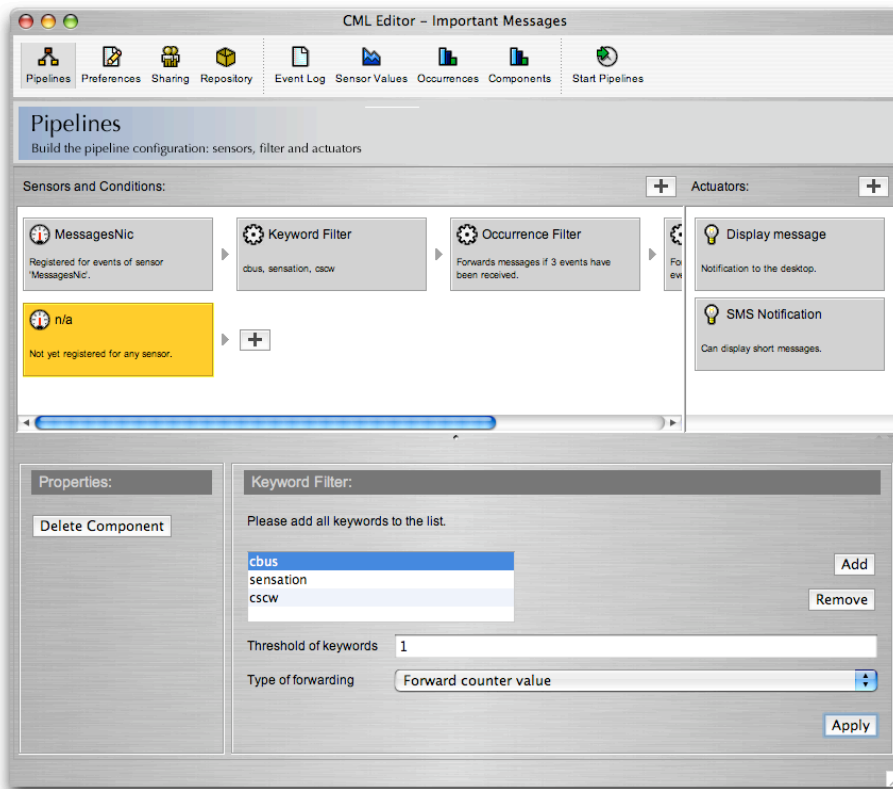 CML Editor – Important Messages
Pipelines Preferences Sharing Repository Event Log Sensor Values Occurrences Components Start Pipelines
Pipelines
Build the pipeline configuration: sensors, filter and actuators
Sensors and Conditions:
Actuators:
MessagesNic
Registered for events of sensor
'MessagesNic'.
Keyword Filter
cbus, sensation, cscw
Occurrence Filter
Forwards messages if 3 events have
been received.
Display message
Notification to the desktop.
n/a
Not yet registered for any sensor.
SMS Notification
Can display short messages.
Properties:
Delete Component
Keyword Filter:
Please add all keywords to the list.
cbus
sensation
cscw
Add
Remove
Threshold of keywords 1
Type of forwarding Forward counter value
Apply